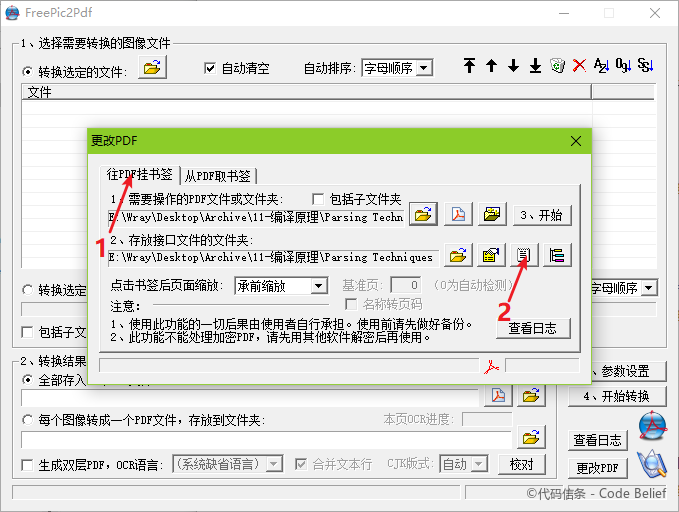 FreePic2Pdf
1、选择需要转换的图像文件
转换选定的文件:
自动清空
自动排序:
字母顺序
文件
更改PDF
往PDF挂书签
从PDF取书签
1、需要操作的PDF文件或文件夹:
包括子文件夹
E:\Wray\Desktop\Archive\11-编译原理\Parsing Techn
3、开始
2、存放接口文件的文件夹:
E:\Wray\Desktop\Archive\11-编译原理\Parsing Techniques
点击书签后页面缩放:
承前缩放
基准页:
0
(0为自动检测)
注意:
名称转页码
1、使用此功能的一切后果由使用者自行承担。使用前请先做好备份。
2、此功能不能处理加密PDF,请先用其他软件解密后再使用。
查看日志
1
2
转换选定
字母顺序
包括子文
2、转换结果
全部存入
、参数设置
4、开始转换
每个图像转成一个PDF文件,存放到文件夹:
本页OCR进度:
查看日志
生成双层PDF,OCR语言:
(系统缺省语言)
合并文本行
CJK版式:
自动
校对
更改PDF
©代码信条 - Code Belief